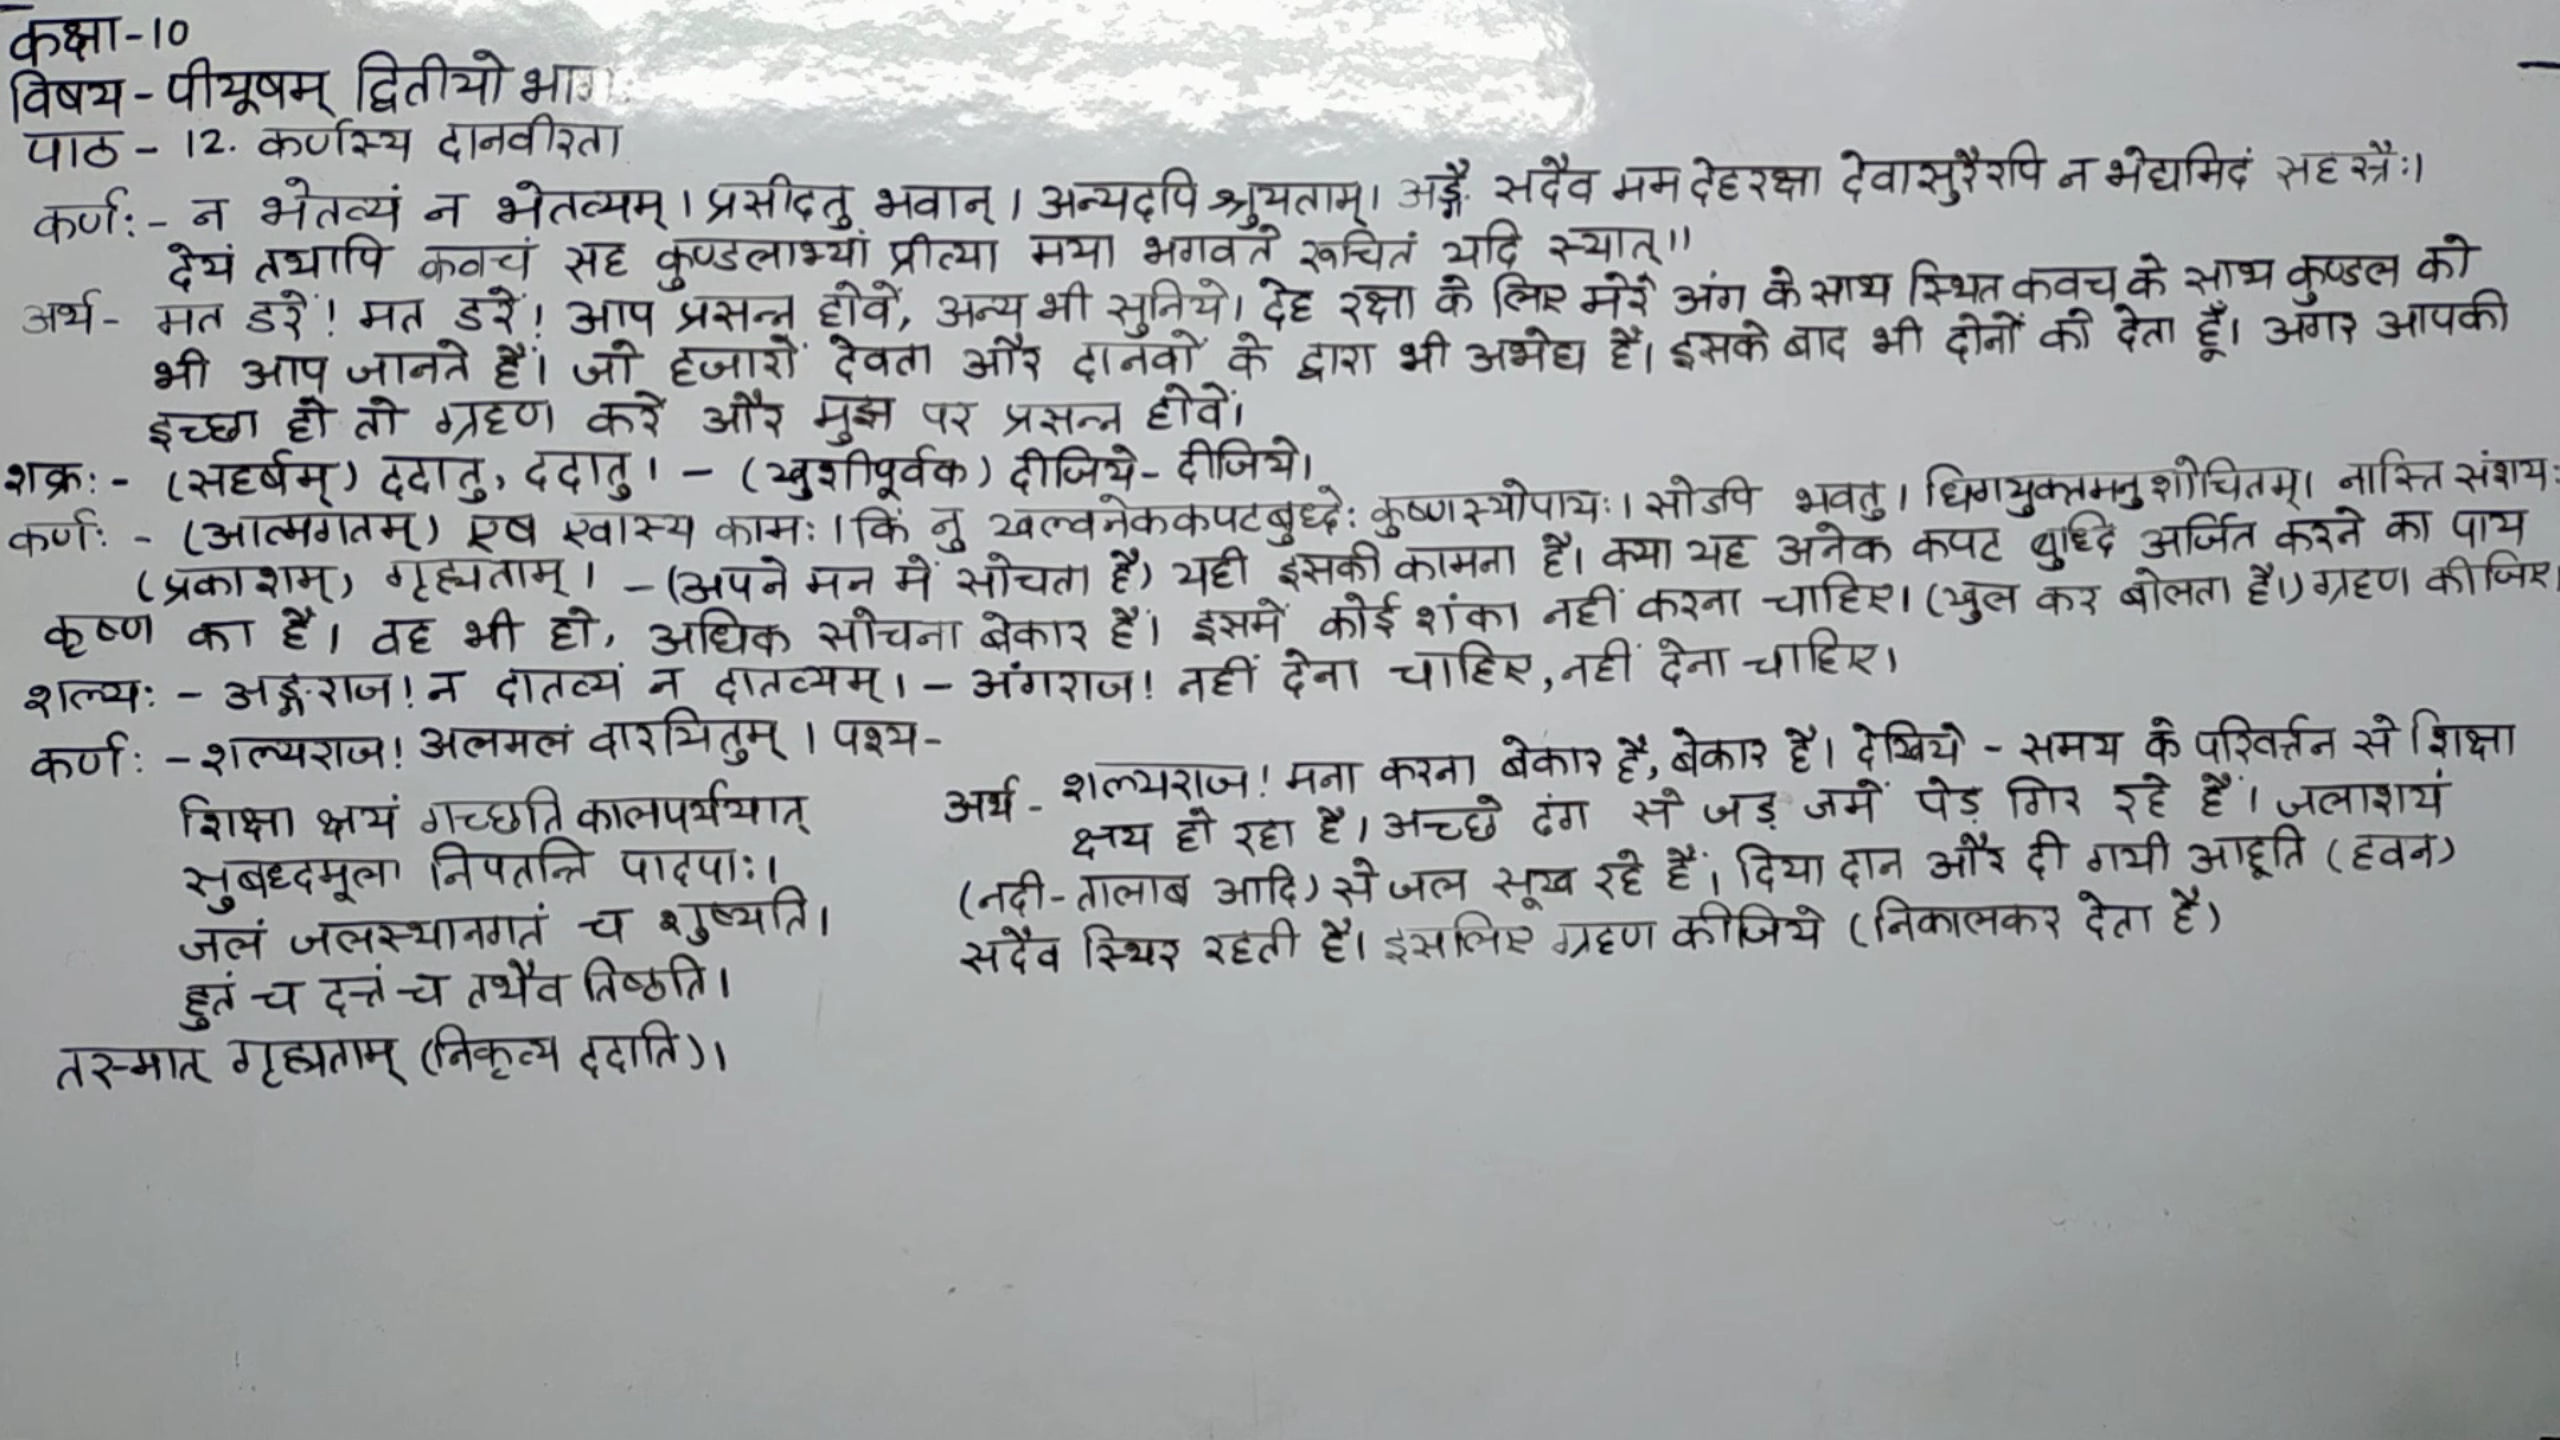 कक्षा-10
विषय - पीयूषम् द्वितीयो भाग:
पाठ - 12. कर्णस्य दानवीरता
कर्ण: - न भेतव्यं न भेतव्यम्। प्रसीदतु भवान्। अन्यदपि श्रुयताम्। अङ्गै सदैव मम देहरक्षा देवासुरैरपि न भेद्यमिदं सहस्त्रै:।
देयं तथापि कवचं सह कुण्डलाभ्यां प्रीत्या मया भगवते रूचितं यदि स्यात्॥
अर्थ - मत डरें! मत डरें! आप प्रसन्न होवें, अन्य भी सुनिये। देह रक्षा के लिए मेरे अंग के साथ स्थित कवच के साथ कुण्डल को
भी आप जानते हैं। जो हजारों देवता और दानवों के द्वारा भी अभेद्य है। इसके बाद भी दोनों को देता हूँ। अगर आपकी
इच्छा हो तो ग्रहण करे और मुझ पर प्रसन्न होवें।
शक्र: - (सहर्षम्) ददातु, ददातु। - (खुशीपूर्वक) दीजिये- दीजिये।
कर्ण: - (आत्मगतम्) एष एवास्य काम:। किं नु खल्वनेककपटबुध्दे: कृष्णस्योपाय:। सोऽपि भवतु। धिगयुक्तमनुशोचितम्। नास्ति संशय:
(प्रकाशम्) गृह्यताम्। - (अपने मन में सोचता है) यही इसकी कामना है। क्या यह अनेक कपट बुध्दि अर्जित करने का पाय
कृष्ण का है। वह भी हो, अधिक सोचना बेकार है। इसमें कोई शंका नहीं करना चाहिए। (खुल कर बोलता है।) ग्रहण कीजिए।
शल्य: - अङ्गराज! न दातव्यं न दातव्यम्। - अंगराज! नहीं देना चाहिए, नहीं देना चाहिए।
कर्ण: - शल्यराज! अलमलं वारयितुम्। पश्य-
शिक्षा क्षयं गच्छति कालपर्ययात्
सुबध्दमूला निपतन्ति पादपा:।
जलं जलस्थानगतं च शुष्यति।
हुतं च दत्तं च तथैव तिष्ठति।
तस्मात् गृह्यताम् (निकृत्य ददाति)।
अर्थ - शल्यराज! मना करना बेकार है, बेकार है। देखिये - समय के परिवर्त्तन से शिक्षा
क्षय हो रहा है। अच्छे ढंग से जड़ जमें पेड़ गिर रहे हैं। जलाशयं
(नदी-तालाब आदि) से जल सूख रहे हैं। दिया दान और दी गयी आहूति (हवन)
सदैव स्थिर रहती है। इसलिए ग्रहण कीजिये (निकालकर देता है)